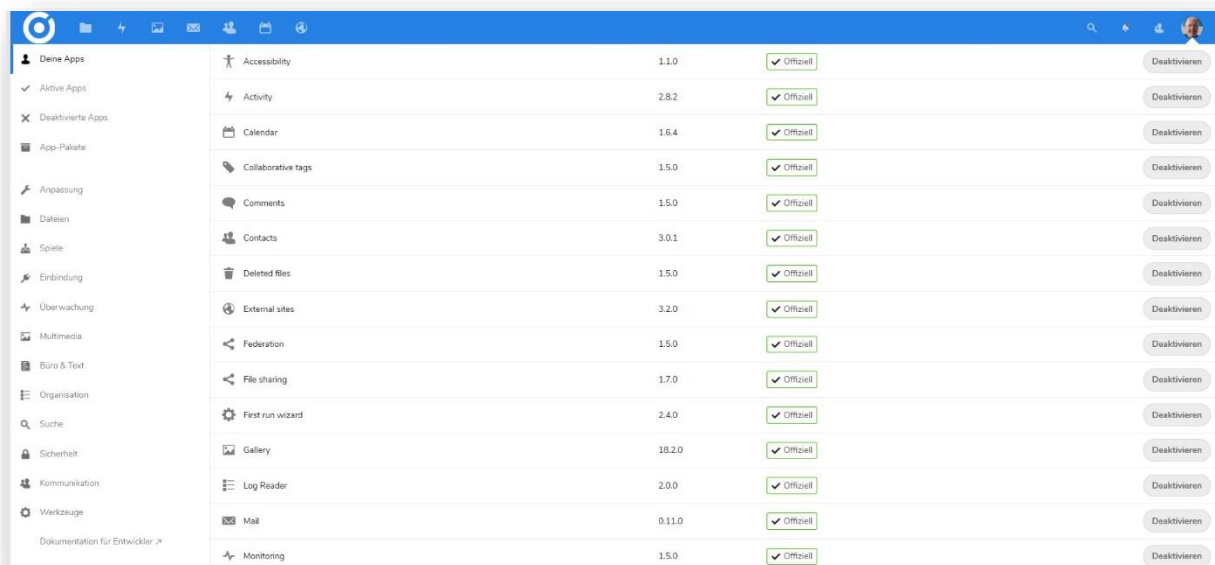 Deine Apps
Aktive Apps
Deaktivierte Apps
App-Pakete
Anpassung
Dateien
Spiele
Einbindung
Überwachung
Multimedia
Büro & Text
Organisation
Suche
Sicherheit
Kommunikation
Werkzeuge
Dokumentation für Entwickler ↗
Accessibility 1.1.0 Offiziell Deaktivieren
Activity 2.8.2 Offiziell Deaktivieren
Calendar 1.6.4 Offiziell Deaktivieren
Collaborative tags 1.5.0 Offiziell Deaktivieren
Comments 1.5.0 Offiziell Deaktivieren
Contacts 3.0.1 Offiziell Deaktivieren
Deleted files 1.5.0 Offiziell Deaktivieren
External sites 3.2.0 Offiziell Deaktivieren
Federation 1.5.0 Offiziell Deaktivieren
File sharing 1.7.0 Offiziell Deaktivieren
First run wizard 2.4.0 Offiziell Deaktivieren
Gallery 18.2.0 Offiziell Deaktivieren
Log Reader 2.0.0 Offiziell Deaktivieren
Mail 0.11.0 Offiziell Deaktivieren
Monitoring 1.5.0 Offiziell Deaktivieren